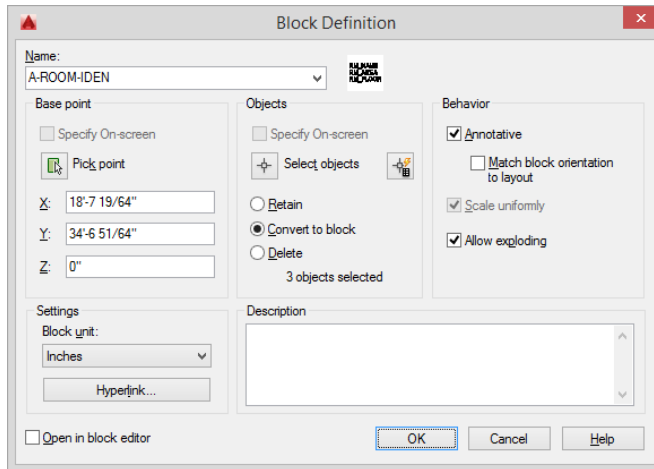 Block Definition
Name:
A-ROOM-IDEN
RM_NAME
RM_AREA
RM_FLOOR
Base point
Specify On-screen
Pick point
X: 18'-7 19/64"
Y: 34'-6 51/64"
Z: 0"
Objects
Specify On-screen
Select objects
Retain
Convert to block
Delete
3 objects selected
Behavior
Annotative
Match block orientation
to layout
Scale uniformly
Allow exploding
Settings
Block unit:
Inches
Hyperlink...
Description
Open in block editor
OK
Cancel
Help